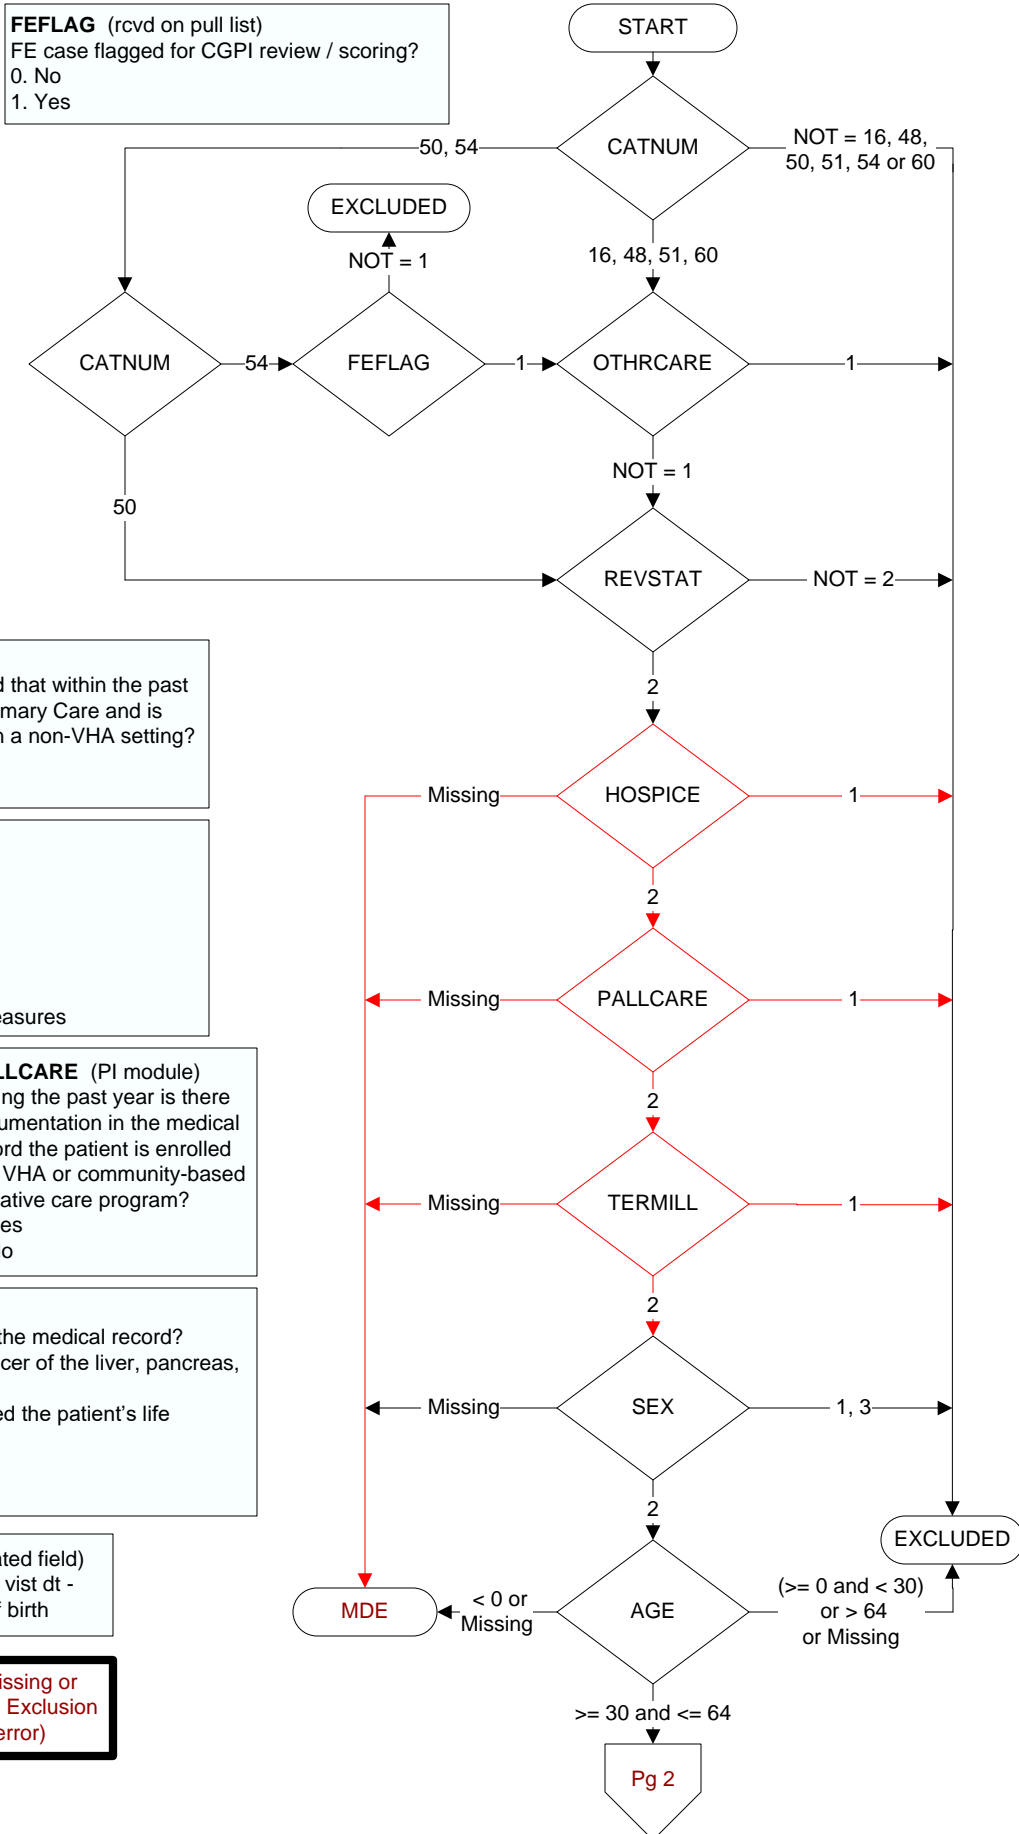 FEFLAG (rcvd on pull list)
FE case flagged for CGPI review / scoring?
0. No
1. Yes
START
CATNUM
50, 54
NOT = 16, 48,
50, 51, 54 or 60
EXCLUDED
NOT = 1
16, 48, 51, 60
CATNUM
54
FEFLAG
1
OTHRCARE
1
NOT = 1
50
REVSTAT
NOT = 2
2
d that within the past
mary Care and is
n a non-VHA setting?
Missing
HOSPICE
1
2
easures
Missing
PALLCARE
1
2
LLCARE (PI module)
ing the past year is there
umentation in the medical
ord the patient is enrolled
VHA or community-based
ative care program?
es
lo
Missing
TERMILL
1
2
the medical record?
cer of the liver, pancreas,
ed the patient's life
Missing
SEX
1, 3
2
EXCLUDED
ated field)
vist dt -
f birth
MDE
< 0 or
Missing
AGE
(>= 0 and < 30)
or > 64
or Missing
issing or
Exclusion
error)
>= 30 and <= 64
Pg 2